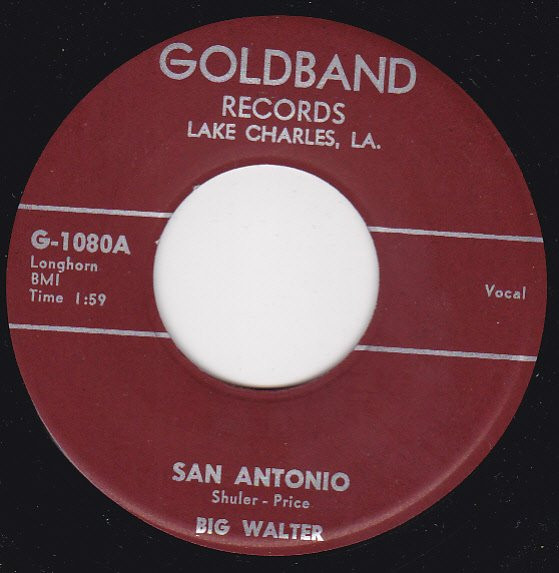 GOLDBAND
RECORDS
LAKE CHARLES, LA.
G-1080A
Longhorn
BMI
Time 1:59
Vocal
SAN ANTONIO
Shuler - Price
BIG WALTER